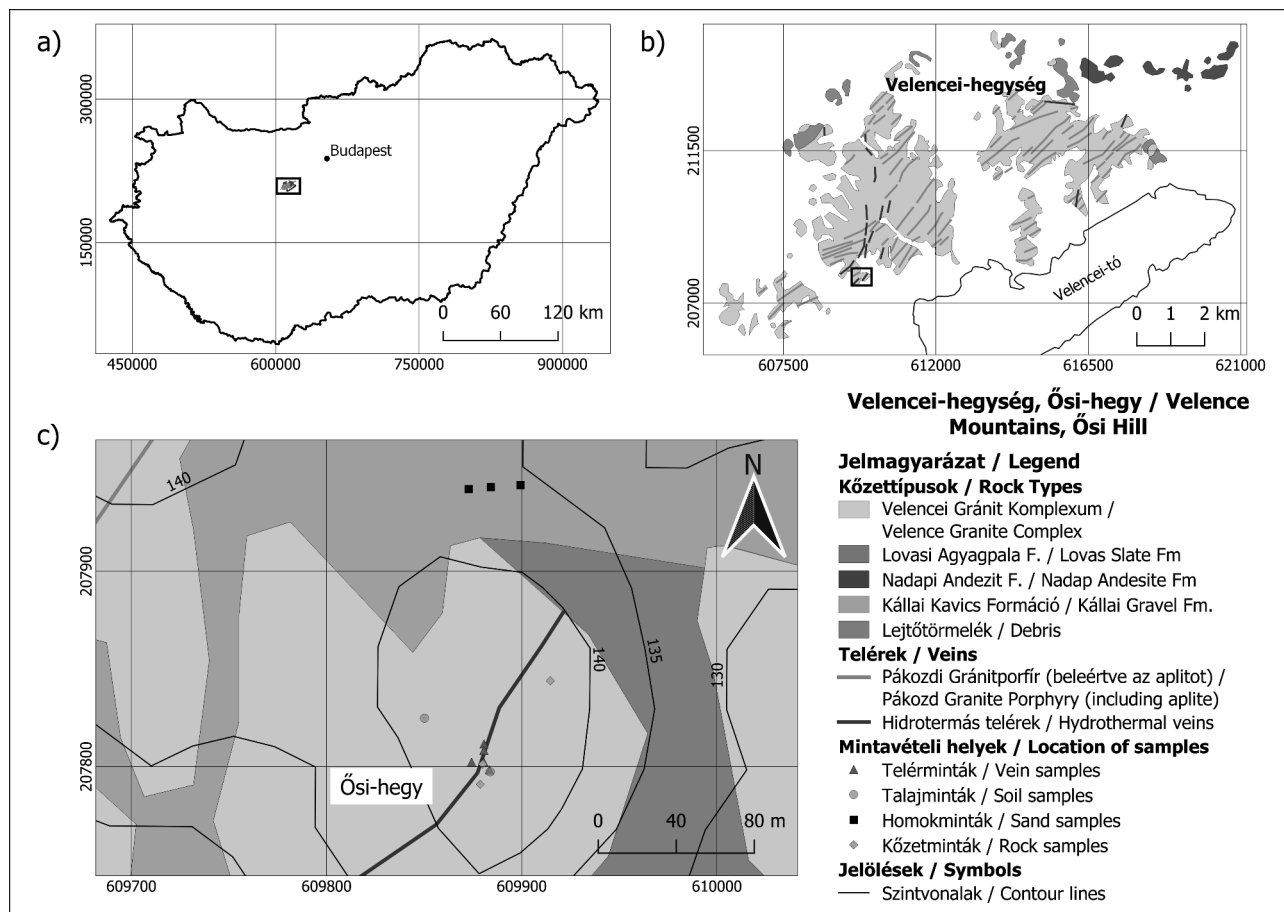 a)
300000
150000
Budapest
0 60 120 km
450000 600000 750000 900000
b)
Velencei-hegység
211500
207000
Velencei-tó
0 1 2 km
607500 612000 616500 621000
c)
N
140
207900
207800
140
135
130
Ősi-hegy
0 40 80 m
609700 609800 609900 610000
Velencei-hegység, Ősi-hegy / Velence
Mountains, Ősi Hill
Jelmagyarázat / Legend
Kőzettípusok / Rock Types
Velencei Gránit Komplexum /
Velence Granite Complex
Lovasi Agyagpala F. / Lovas Slate Fm
Nadapi Andezit F. / Nadap Andesite Fm
Kállai Kavics Formáció / Kállai Gravel Fm.
Lejtőtörmelék / Debris
Telérek / Veins
Pákozdi Gránitporfír (beleértve az aplitot) /
Pákozd Granite Porphyry (including aplite)
Hidrotermás telérek / Hydrothermal veins
Mintavételi helyek / Location of samples
Telérminták / Vein samples
Talajminták / Soil samples
Homokminták / Sand samples
Kőzetminták / Rock samples
Jelölések / Symbols
Szintvonalak / Contour lines